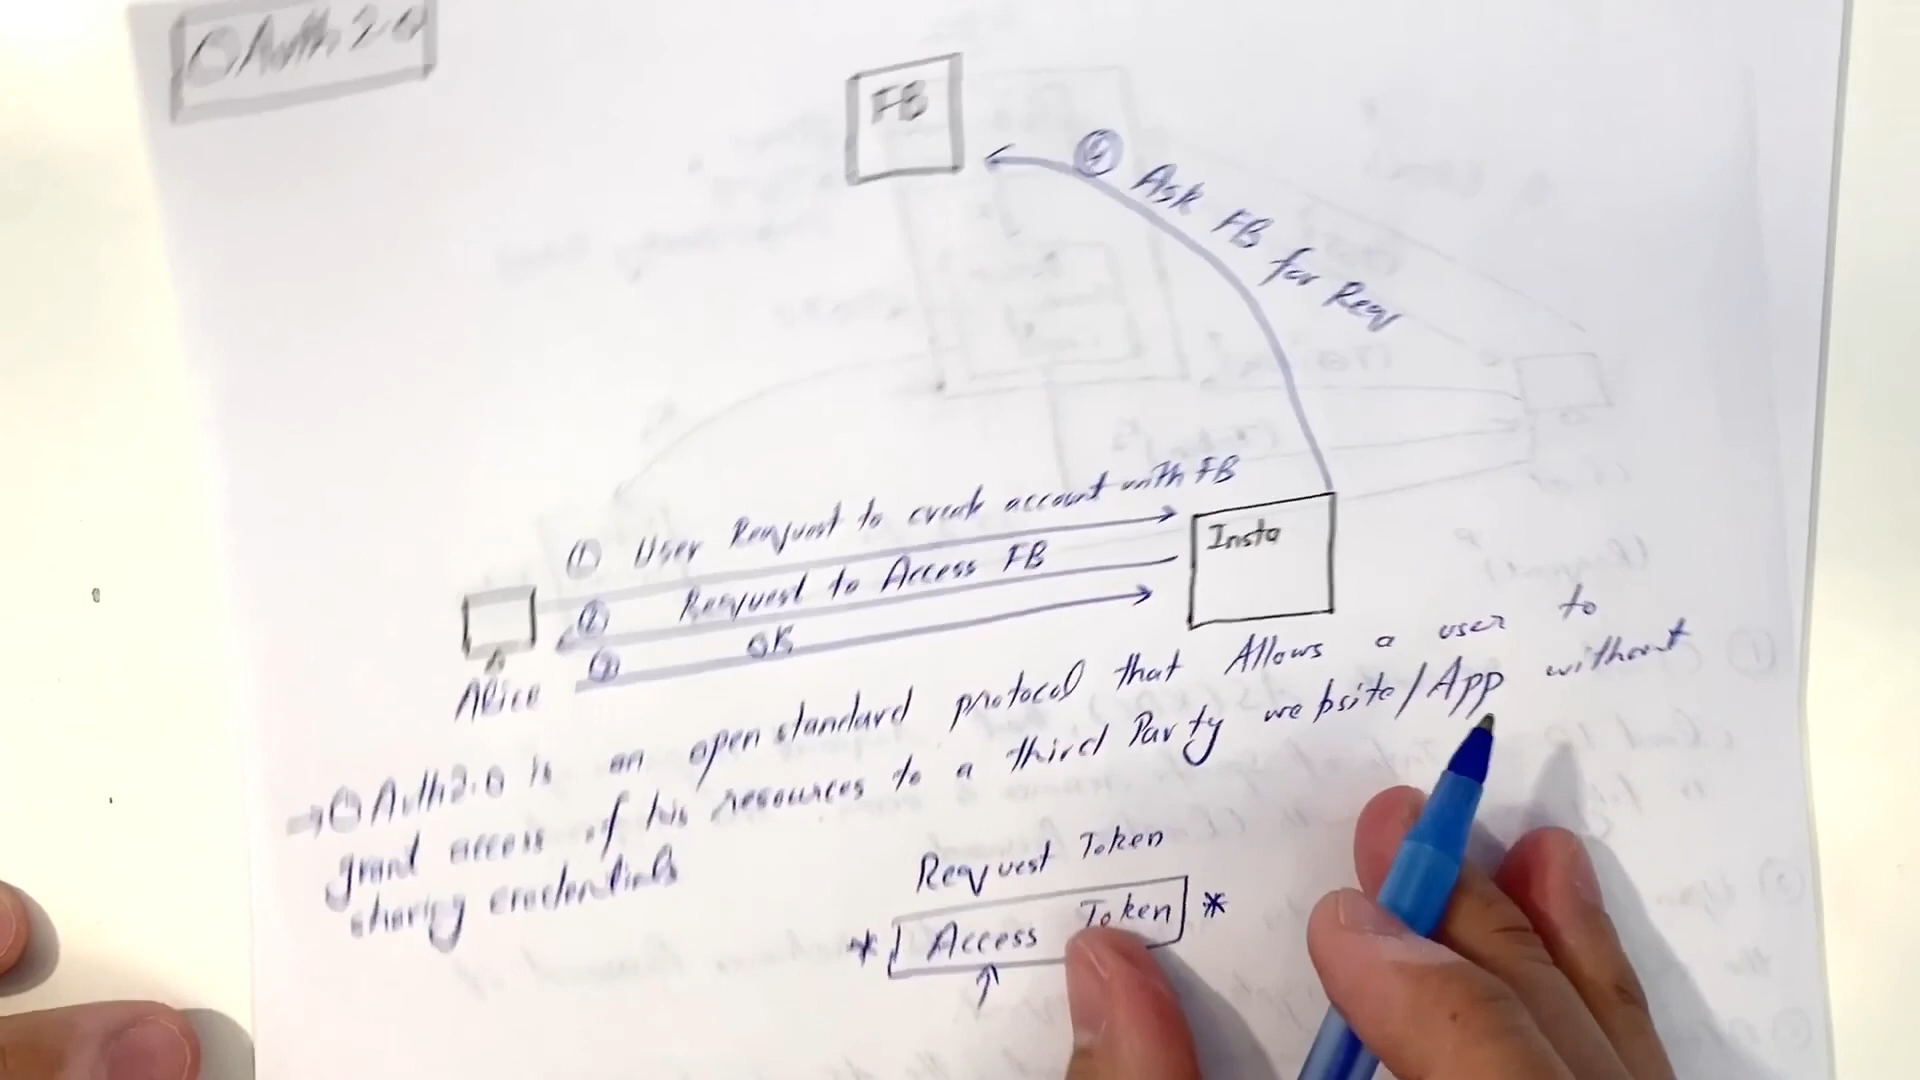 OAuth 2.0
FB
④ Ask FB for Req
① User Request to create account with FB
Insta
② Request to Access FB
③ OK
Alice
→ OAuth2.0 is an open standard protocol that Allows a user to
grant access of his resources to a third Party website/App without
sharing credentials
Request Token
* Access Token *